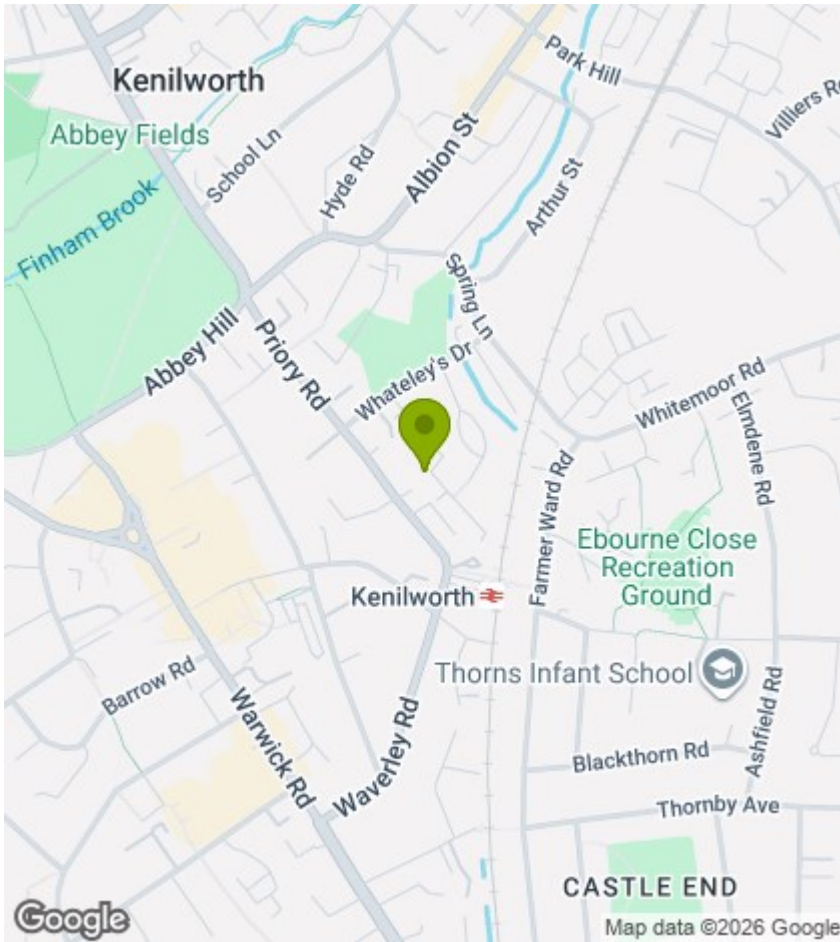 Park Hill
Kenilworth
Villiers Ro
Abbey Fields
School Ln
Hyde Rd
Albion St
Arthur St
Finham Brook
Spring Ln
Abbey Hill
Priory Rd
Whateley's Dr
Whitemoor Rd
Elmdene Rd
Farmer Ward Rd
Ebourne Close
Recreation
Ground
Kenilworth
Thorns Infant School
Barrow Rd
Warwick Rd
Waverley Rd
Ashfield Rd
Blackthorn Rd
Thornby Ave
CASTLE END
Google
Map data ©2026 Google